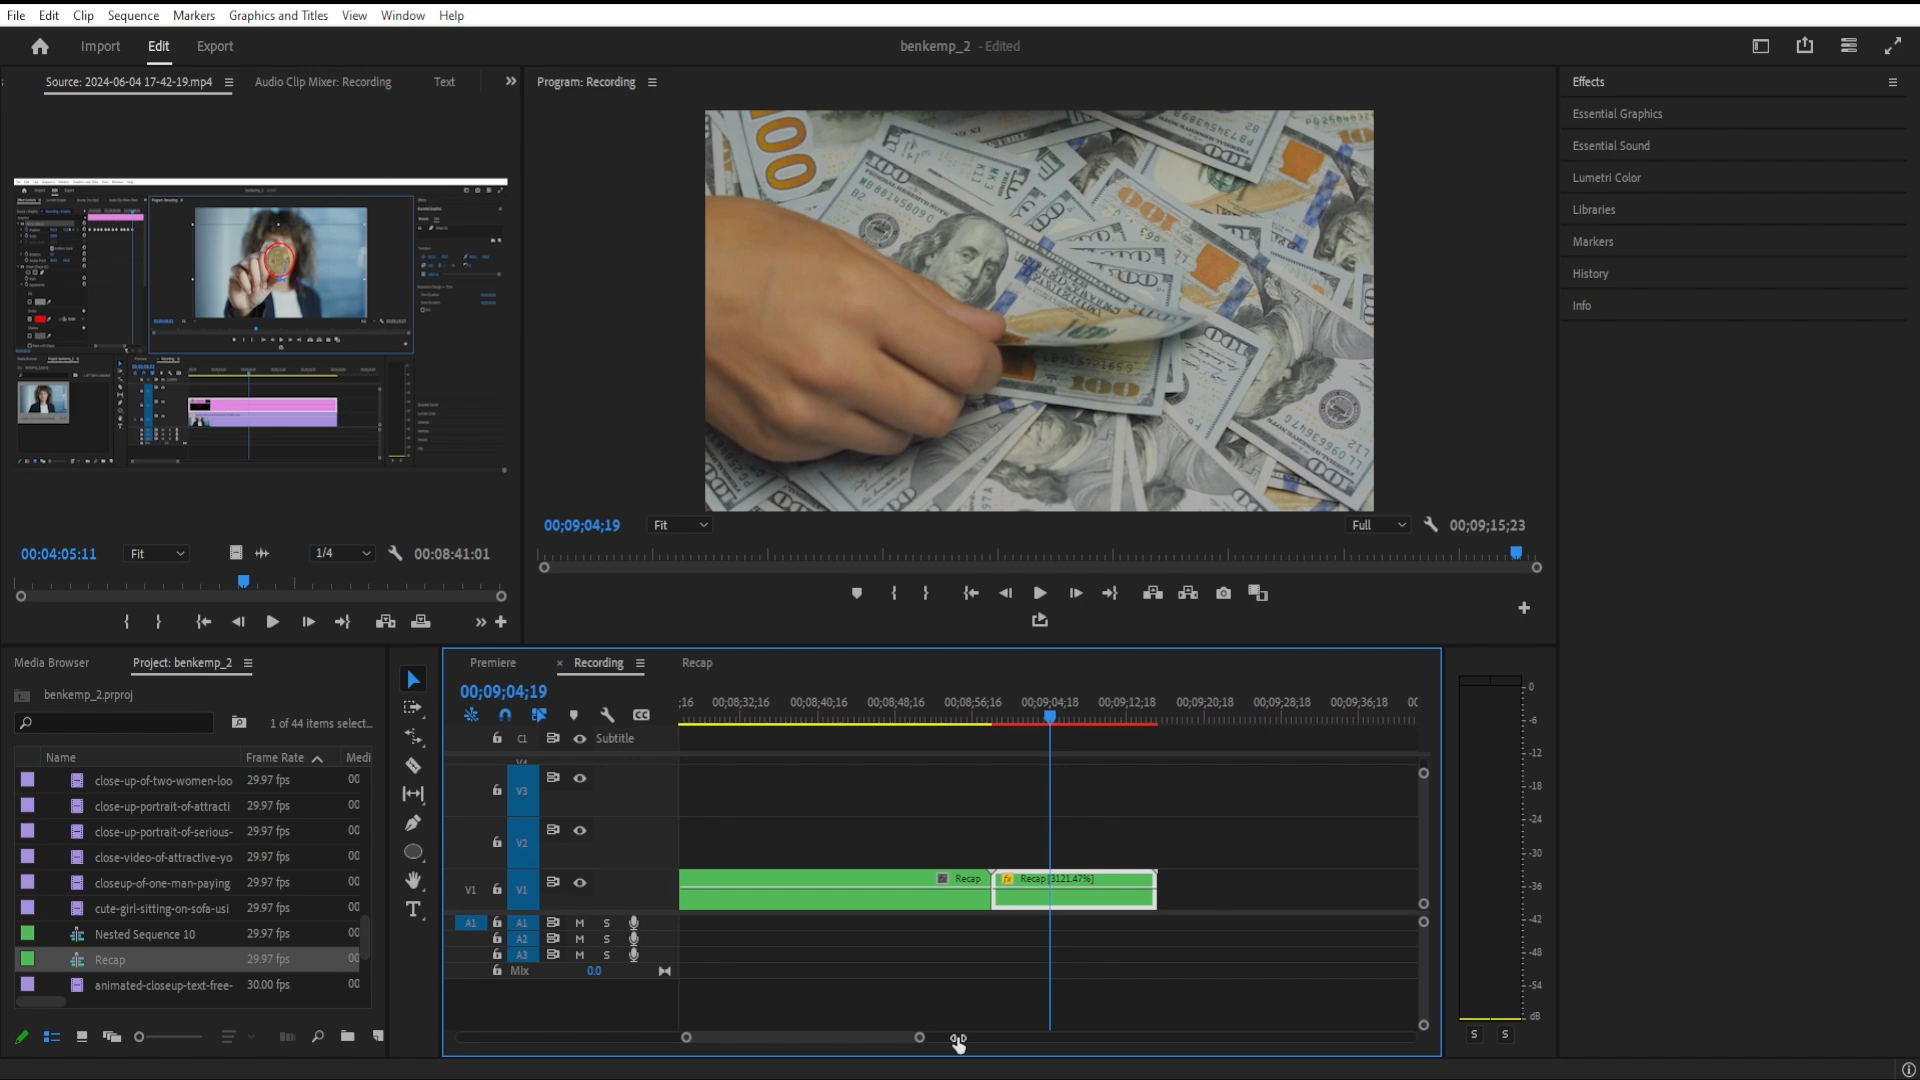 File Edit Clip Sequence Markers Graphics and Titles View Window Help
Import Edit Export
benkemp_2 - Edited
Source: 2024-06-04 17-42-19.mp4
Audio Clip Mixer: Recording
Text
Program: Recording
Effects
Essential Graphics
Essential Sound
Lumetri Color
Libraries
Markers
History
Info
00:04:05:11
Fit
1/4
00:08:41:01
00;09;04;19
Fit
Full
00;09;15;23
Media Browser
Project: benkemp_2
benkemp_2.prproj
1 of 44 items select...
Name Frame Rate Medi
close-up-of-two-women-loo 29.97 fps 00
close-up-portrait-of-attracti 29.97 fps 00
close-up-portrait-of-serious- 29.97 fps 00
close-video-of-attractive-yo 29.97 fps 00
closeup-of-one-man-paying 29.97 fps 00
cute-girl-sitting-on-sofa-usi 29.97 fps 00
Nested Sequence 10 29.97 fps 00
Recap 29.97 fps 00
animated-closeup-text-free- 30.00 fps 00
Premiere × Recording Recap
00;09;04;19
;16 00;08;32;16 00;08;40;16 00;08;48;16 00;08;56;16 00;09;04;18 00;09;12;18 00;09;20;18 00;09;28;18 00;09;36;18 00
CC
C1 Subtitle
V3
V2
V1 V1
fx Recap
fx Recap [3121.47%]
A1 A1 M S
A2 M S
A3 M S
Mix 0.0
0
-6
-12
-18
-24
-30
-36
-42
-48
-54
dB
S S